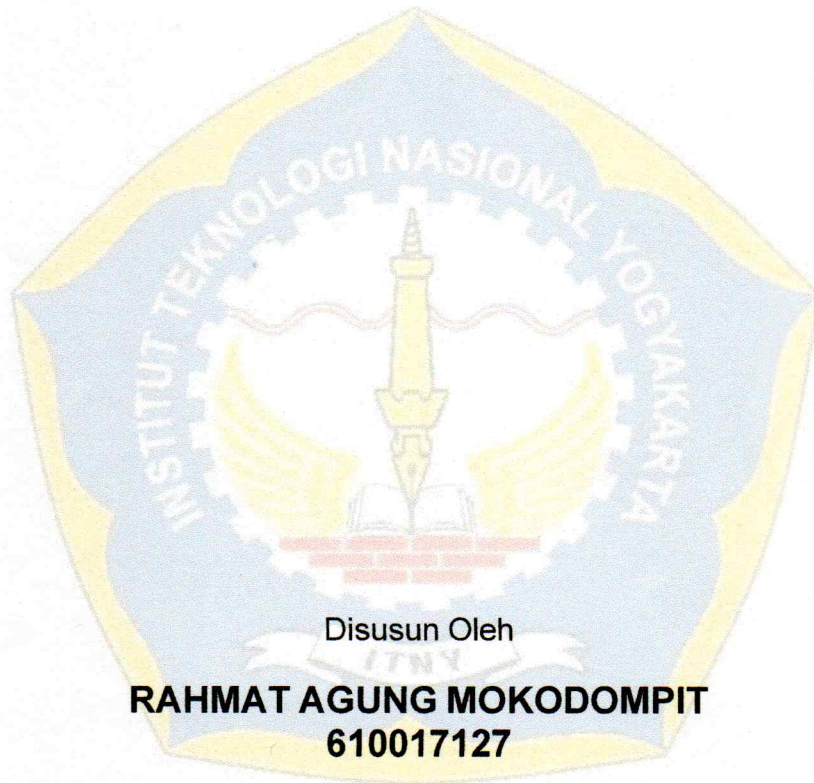 INSTITUT TEKNOLOGI NASIONAL YOGYAKARTA
Disusun Oleh
ITNY
RAHMAT AGUNG MOKODOMPIT
610017127